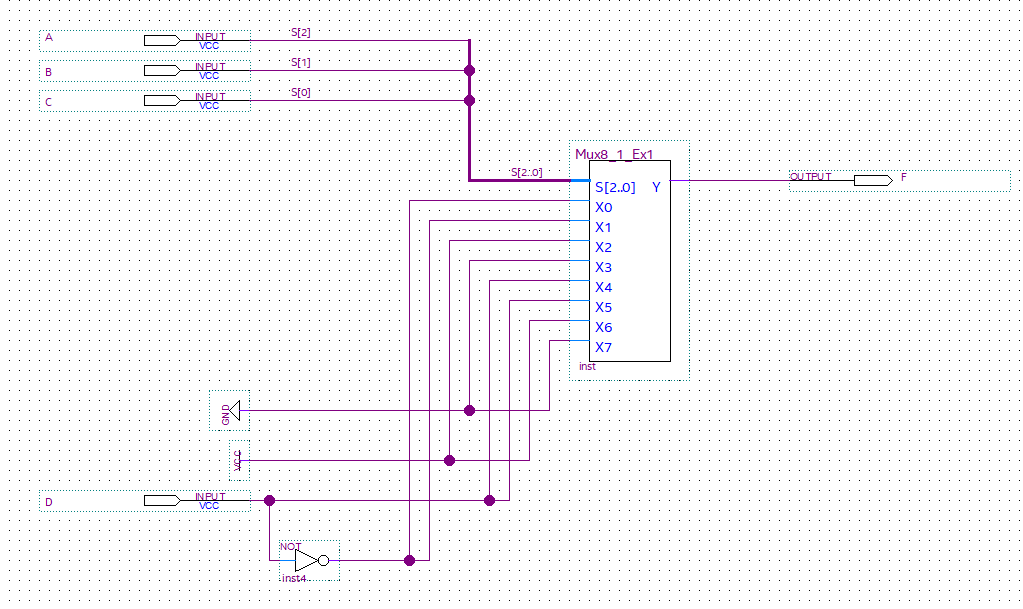 A
INPUT
VCC
S[2]
B
INPUT
VCC
S[1]
C
INPUT
VCC
S[0]
Mux8_1_Ex1
S[2..0]
S[2..0] Y
OUTPUT
F
X0
X1
X2
X3
X4
X5
X6
X7
inst
GND
VCC
D
INPUT
VCC
NOT
inst4